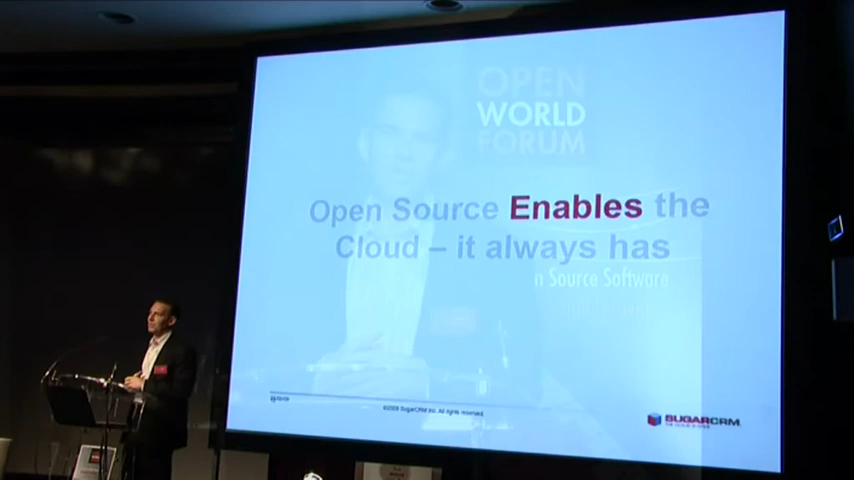 OPEN
WORLD
FORUM
Open Source Enables the
Cloud – it always has
n Source Software
©2009 SugarCRM Inc. All rights reserved.
SUGARCRM